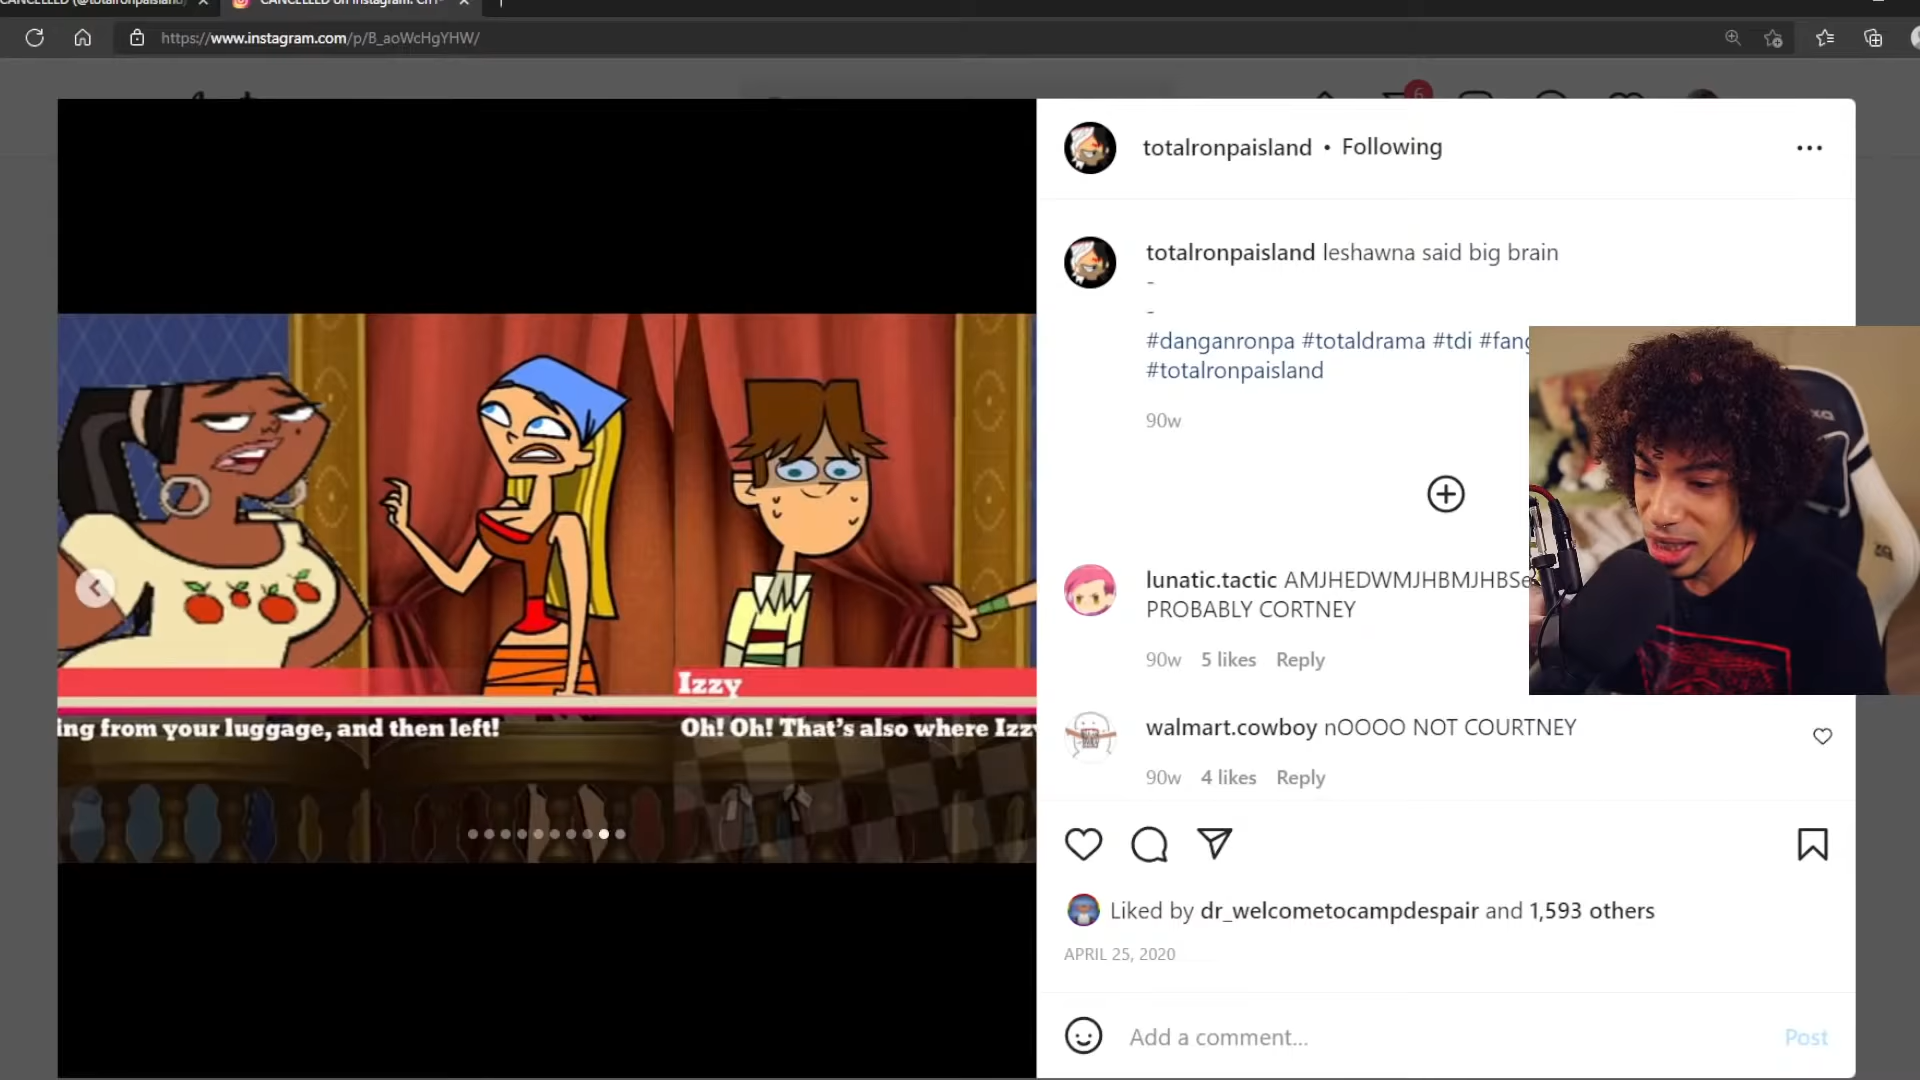 CANCELLED (@totalronpaisland)
CANCELLED on Instagram:
https://www.instagram.com/p/B_aoWcHgYHW/
6
totalronpaisland • Following
totalronpaisland leshawna said big brain
-
-
#danganronpa #totaldrama #tdi #fang
#totalronpaisland
90w
lunatic.tactic AMJHEDWMJHBMJHBSe
PROBABLY CORTNEY
90w 5 likes Reply
walmart.cowboy nOOOO NOT COURTNEY
90w 4 likes Reply
Izzy
ing from your luggage, and then left!
Oh! Oh! That's also where Izzy
Liked by dr_welcometocampdespair and 1,593 others
APRIL 25, 2020
Add a comment...
Post